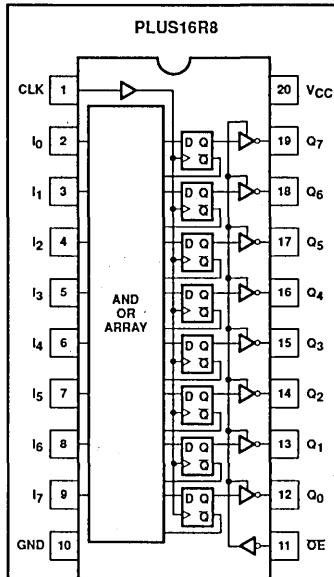 PLUS16R8
CLK 1 20 VCC
I0 2 D Q Q̅ 19 Q7
I1 3 D Q Q̅ 18 Q6
I2 4 D Q Q̅ 17 Q5
I3 5 D Q Q̅ 16 Q4
AND
OR
ARRAY
I4 6 D Q Q̅ 15 Q3
I5 7 D Q Q̅ 14 Q2
I6 8 D Q Q̅ 13 Q1
I7 9 D Q Q̅ 12 Q0
GND 10 11 O̅E̅